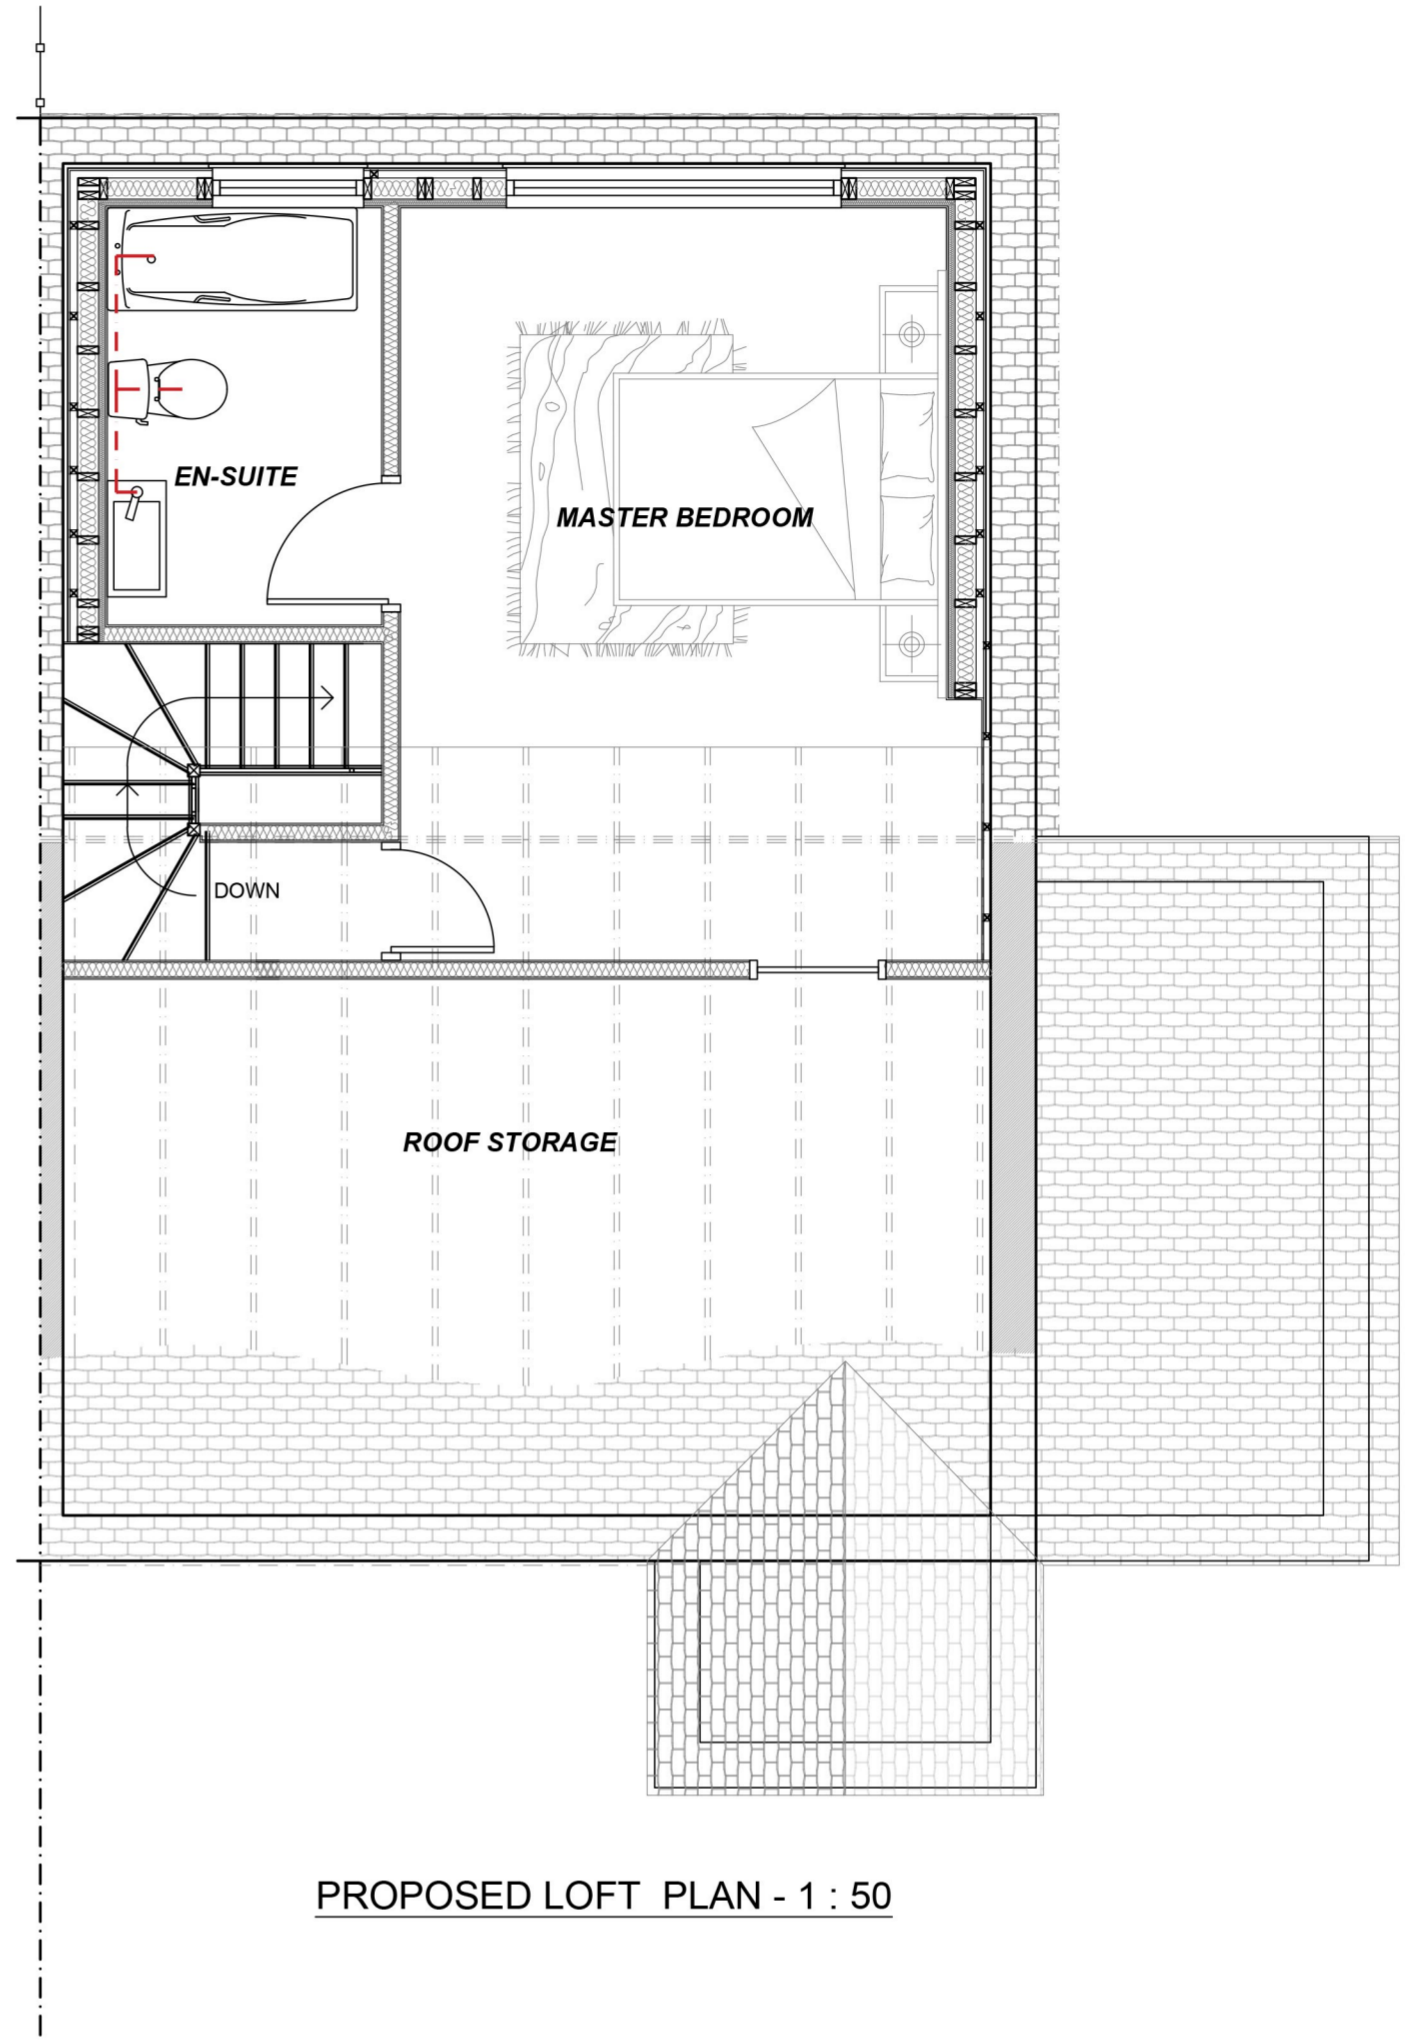 EN-SUITE
MASTER BEDROOM
DOWN
ROOF STORAGE
PROPOSED LOFT PLAN - 1 : 50